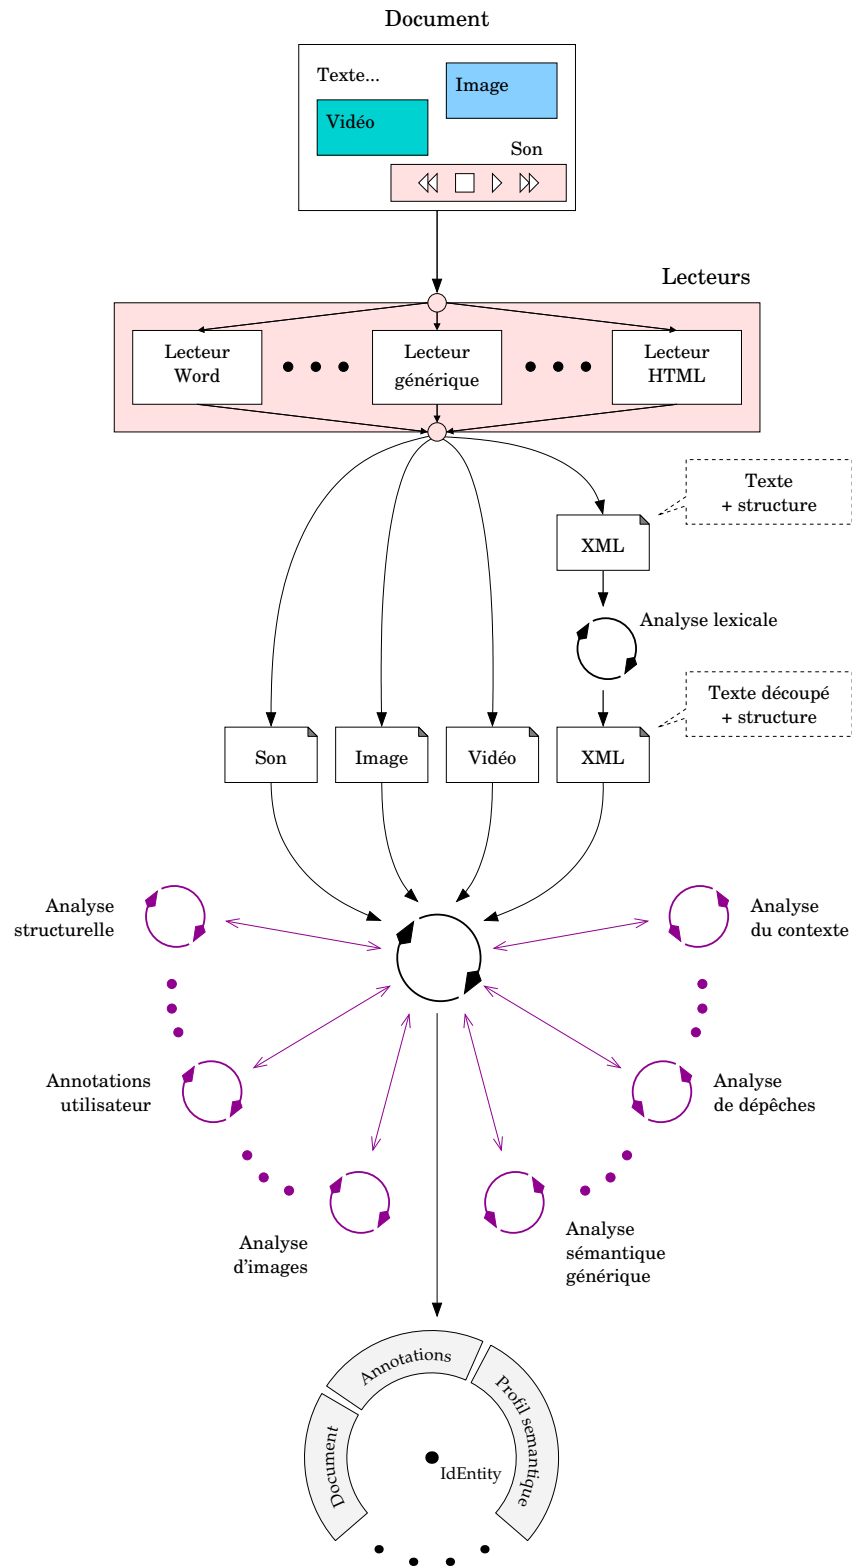 Document
Texte...
Image
Vidéo
Son
Lecteurs
Lecteur
Word
Lecteur
générique
Lecteur
HTML
Texte
+ structure
XML
Analyse lexicale
Texte découpé
+ structure
Son
Image
Vidéo
XML
Analyse
structurelle
Analyse
du contexte
Annotations
utilisateur
Analyse
de dépêches
Analyse
d'images
Analyse
sémantique
générique
Annotations
Profil semantique
Document
IdEntity